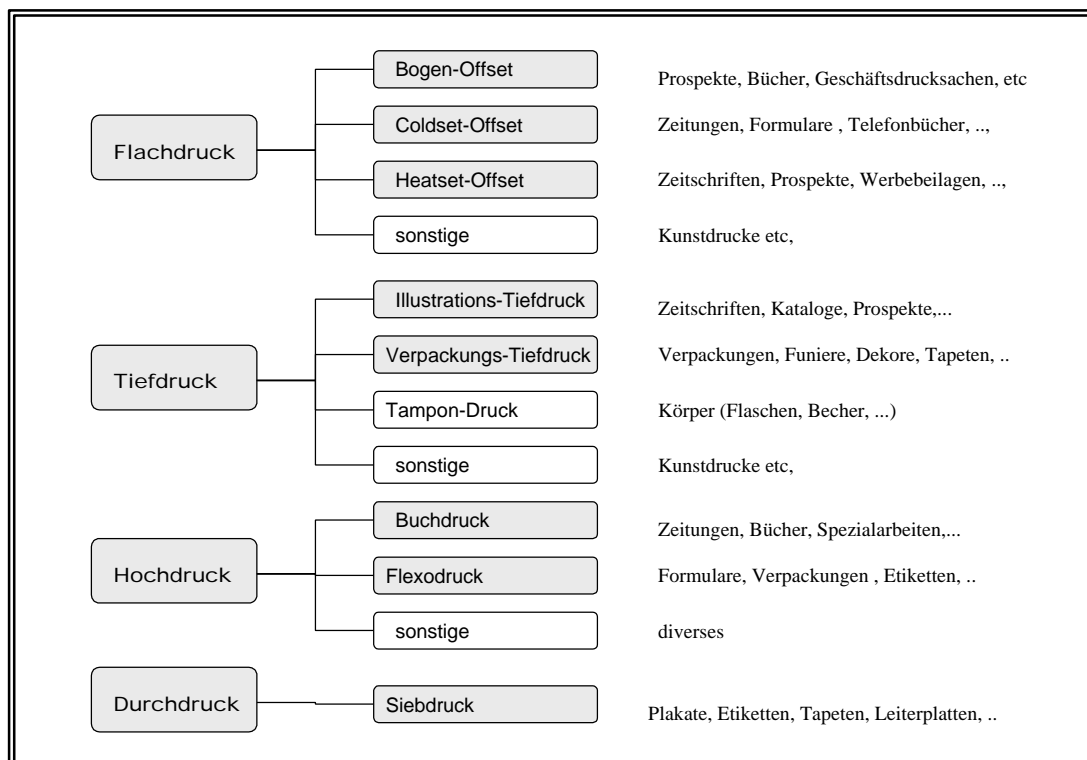 Bogen-Offset
Prospekte, Bücher, Geschäftsdrucksachen, etc
Flachdruck
Coldset-Offset
Zeitungen, Formulare , Telefonbücher, ..,
Heatset-Offset
Zeitschriften, Prospekte, Werbebeilagen, ..,
sonstige
Kunstdrucke etc,
Tiefdruck
Illustrations-Tiefdruck
Zeitschriften, Kataloge, Prospekte,...
Verpackungs-Tiefdruck
Verpackungen, Funiere, Dekore, Tapeten, ..
Tampon-Druck
Körper (Flaschen, Becher, ...)
sonstige
Kunstdrucke etc,
Hochdruck
Buchdruck
Zeitungen, Bücher, Spezialarbeiten,...
Flexodruck
Formulare, Verpackungen , Etiketten, ..
sonstige
diverses
Durchdruck
Siebdruck
Plakate, Etiketten, Tapeten, Leiterplatten, ..